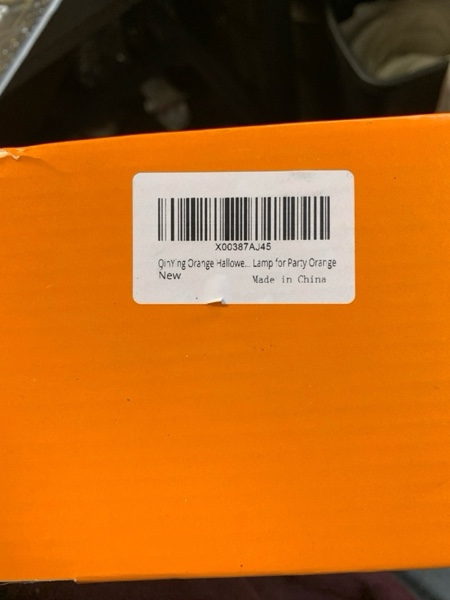 X00387AJ45
QinYing Orange Hallowe... Lamp for Party Orange
New
Made in China